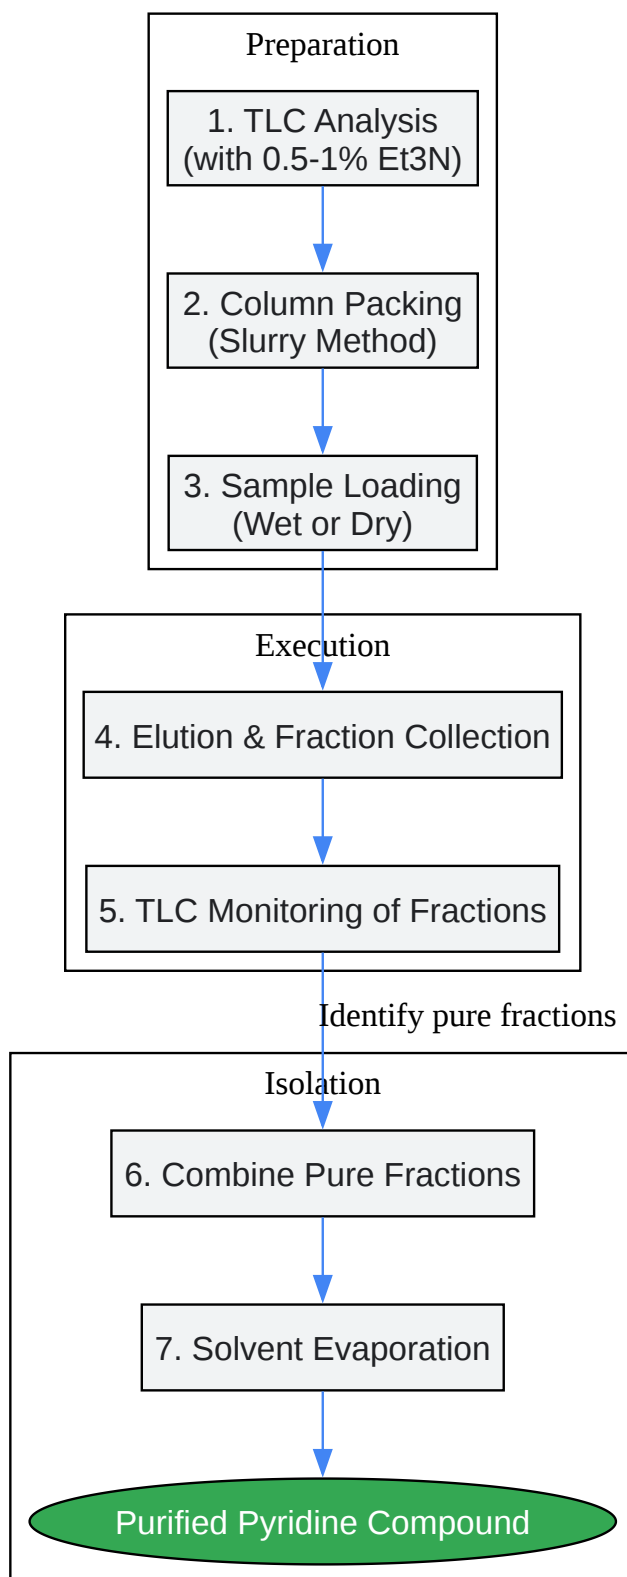 Preparation
1. TLC Analysis
(with 0.5-1% Et3N)
2. Column Packing
(Slurry Method)
3. Sample Loading
(Wet or Dry)
Execution
4. Elution & Fraction Collection
5. TLC Monitoring of Fractions
Identify pure fractions
Isolation
6. Combine Pure Fractions
7. Solvent Evaporation
Purified Pyridine Compound